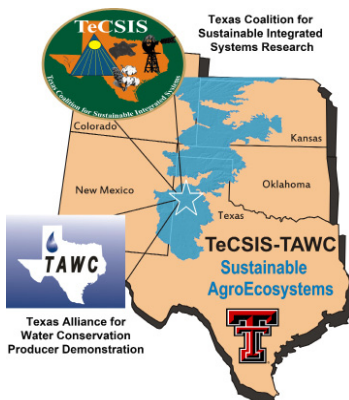 TeCSIS
Texas Coalition for Sustainable Integrated Systems
Texas Coalition for
Sustainable Integrated
Systems Research
Colorado
Kansas
New Mexico
Oklahoma
Texas
TeCSIS-TAWC
Sustainable
AgroEcosystems
TAWC
Texas Alliance for
Water Conservation
Producer Demonstration
T